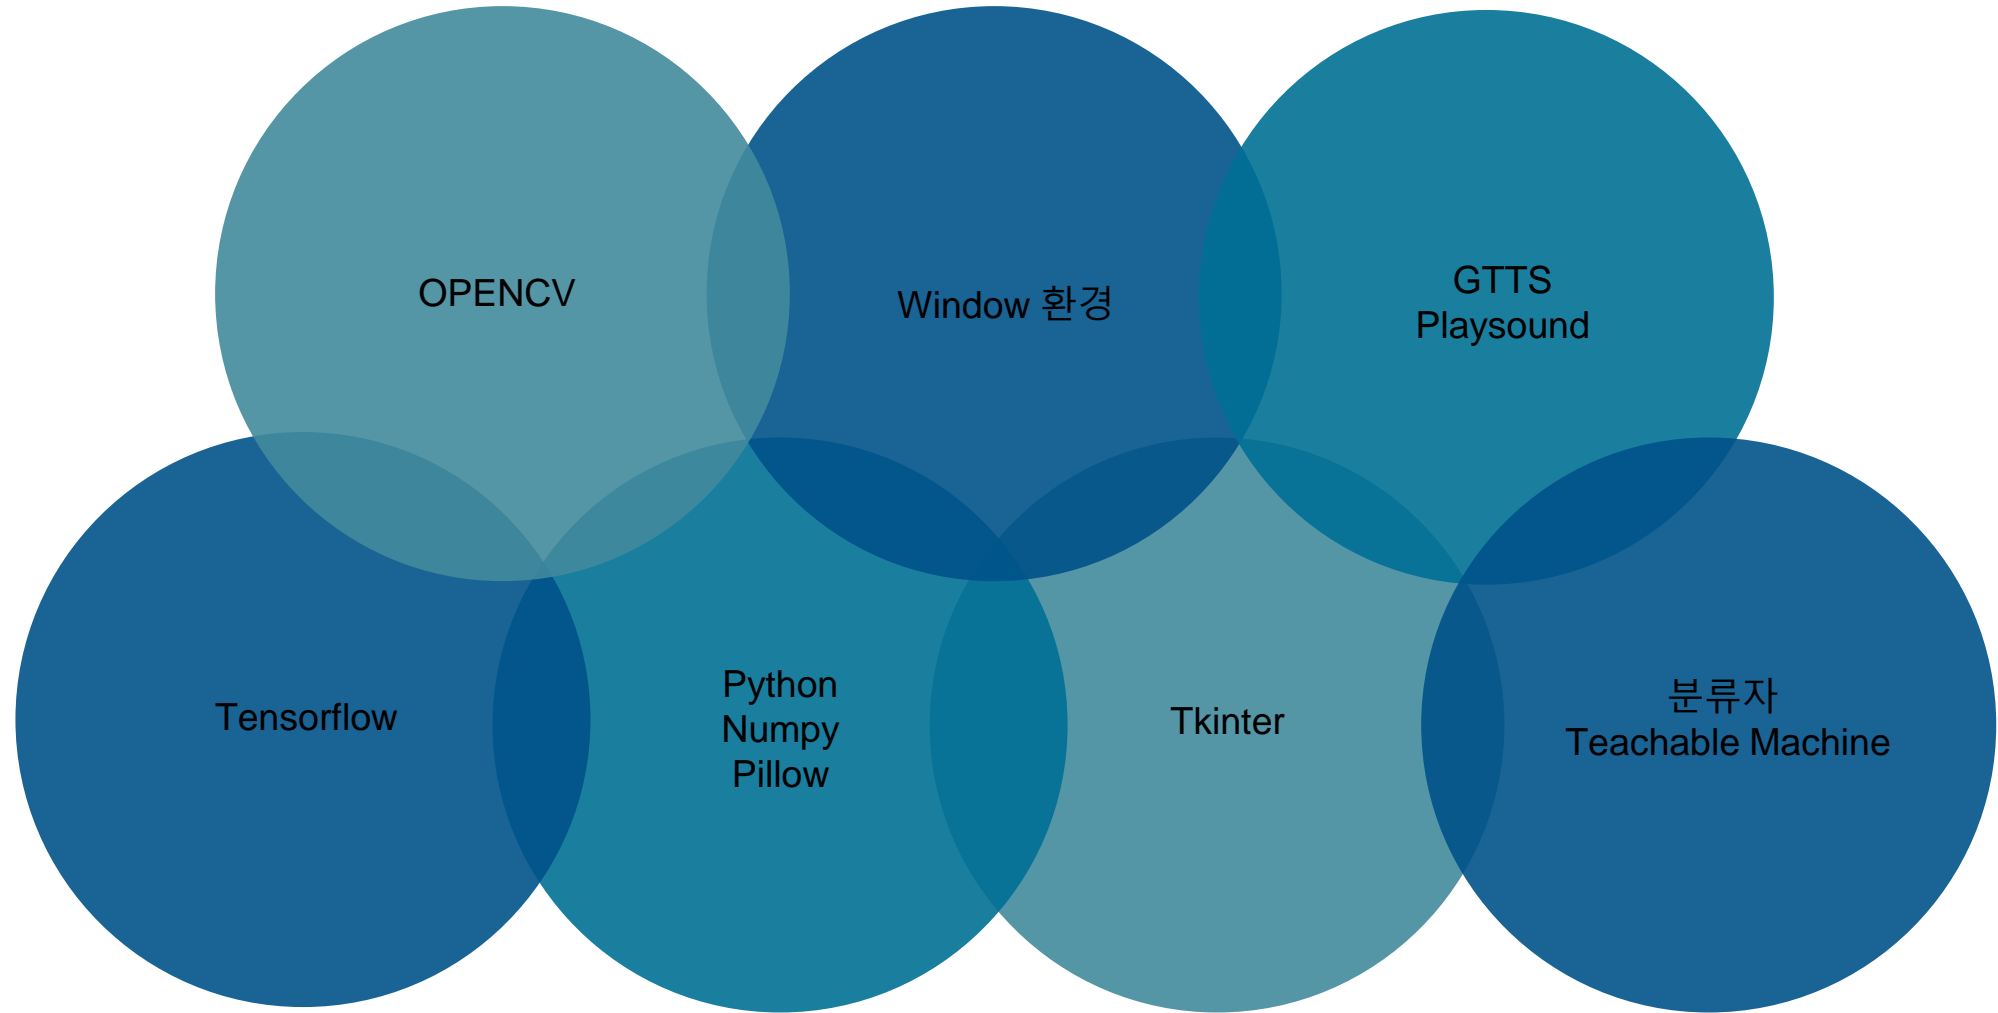 OPENCV
Window 환경
GTTS
Playsound
Tensorflow
Python
Numpy
Pillow
Tkinter
분류자
Teachable Machine